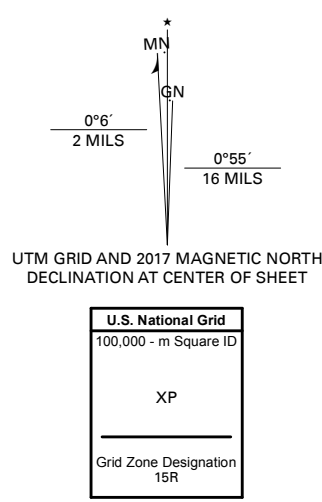 ★
MN
GN
0°6´
2 MILS
0°55´
16 MILS
UTM GRID AND 2017 MAGNETIC NORTH
DECLINATION AT CENTER OF SHEET
U.S. National Grid
100,000 - m Square ID
XP
Grid Zone Designation
15R